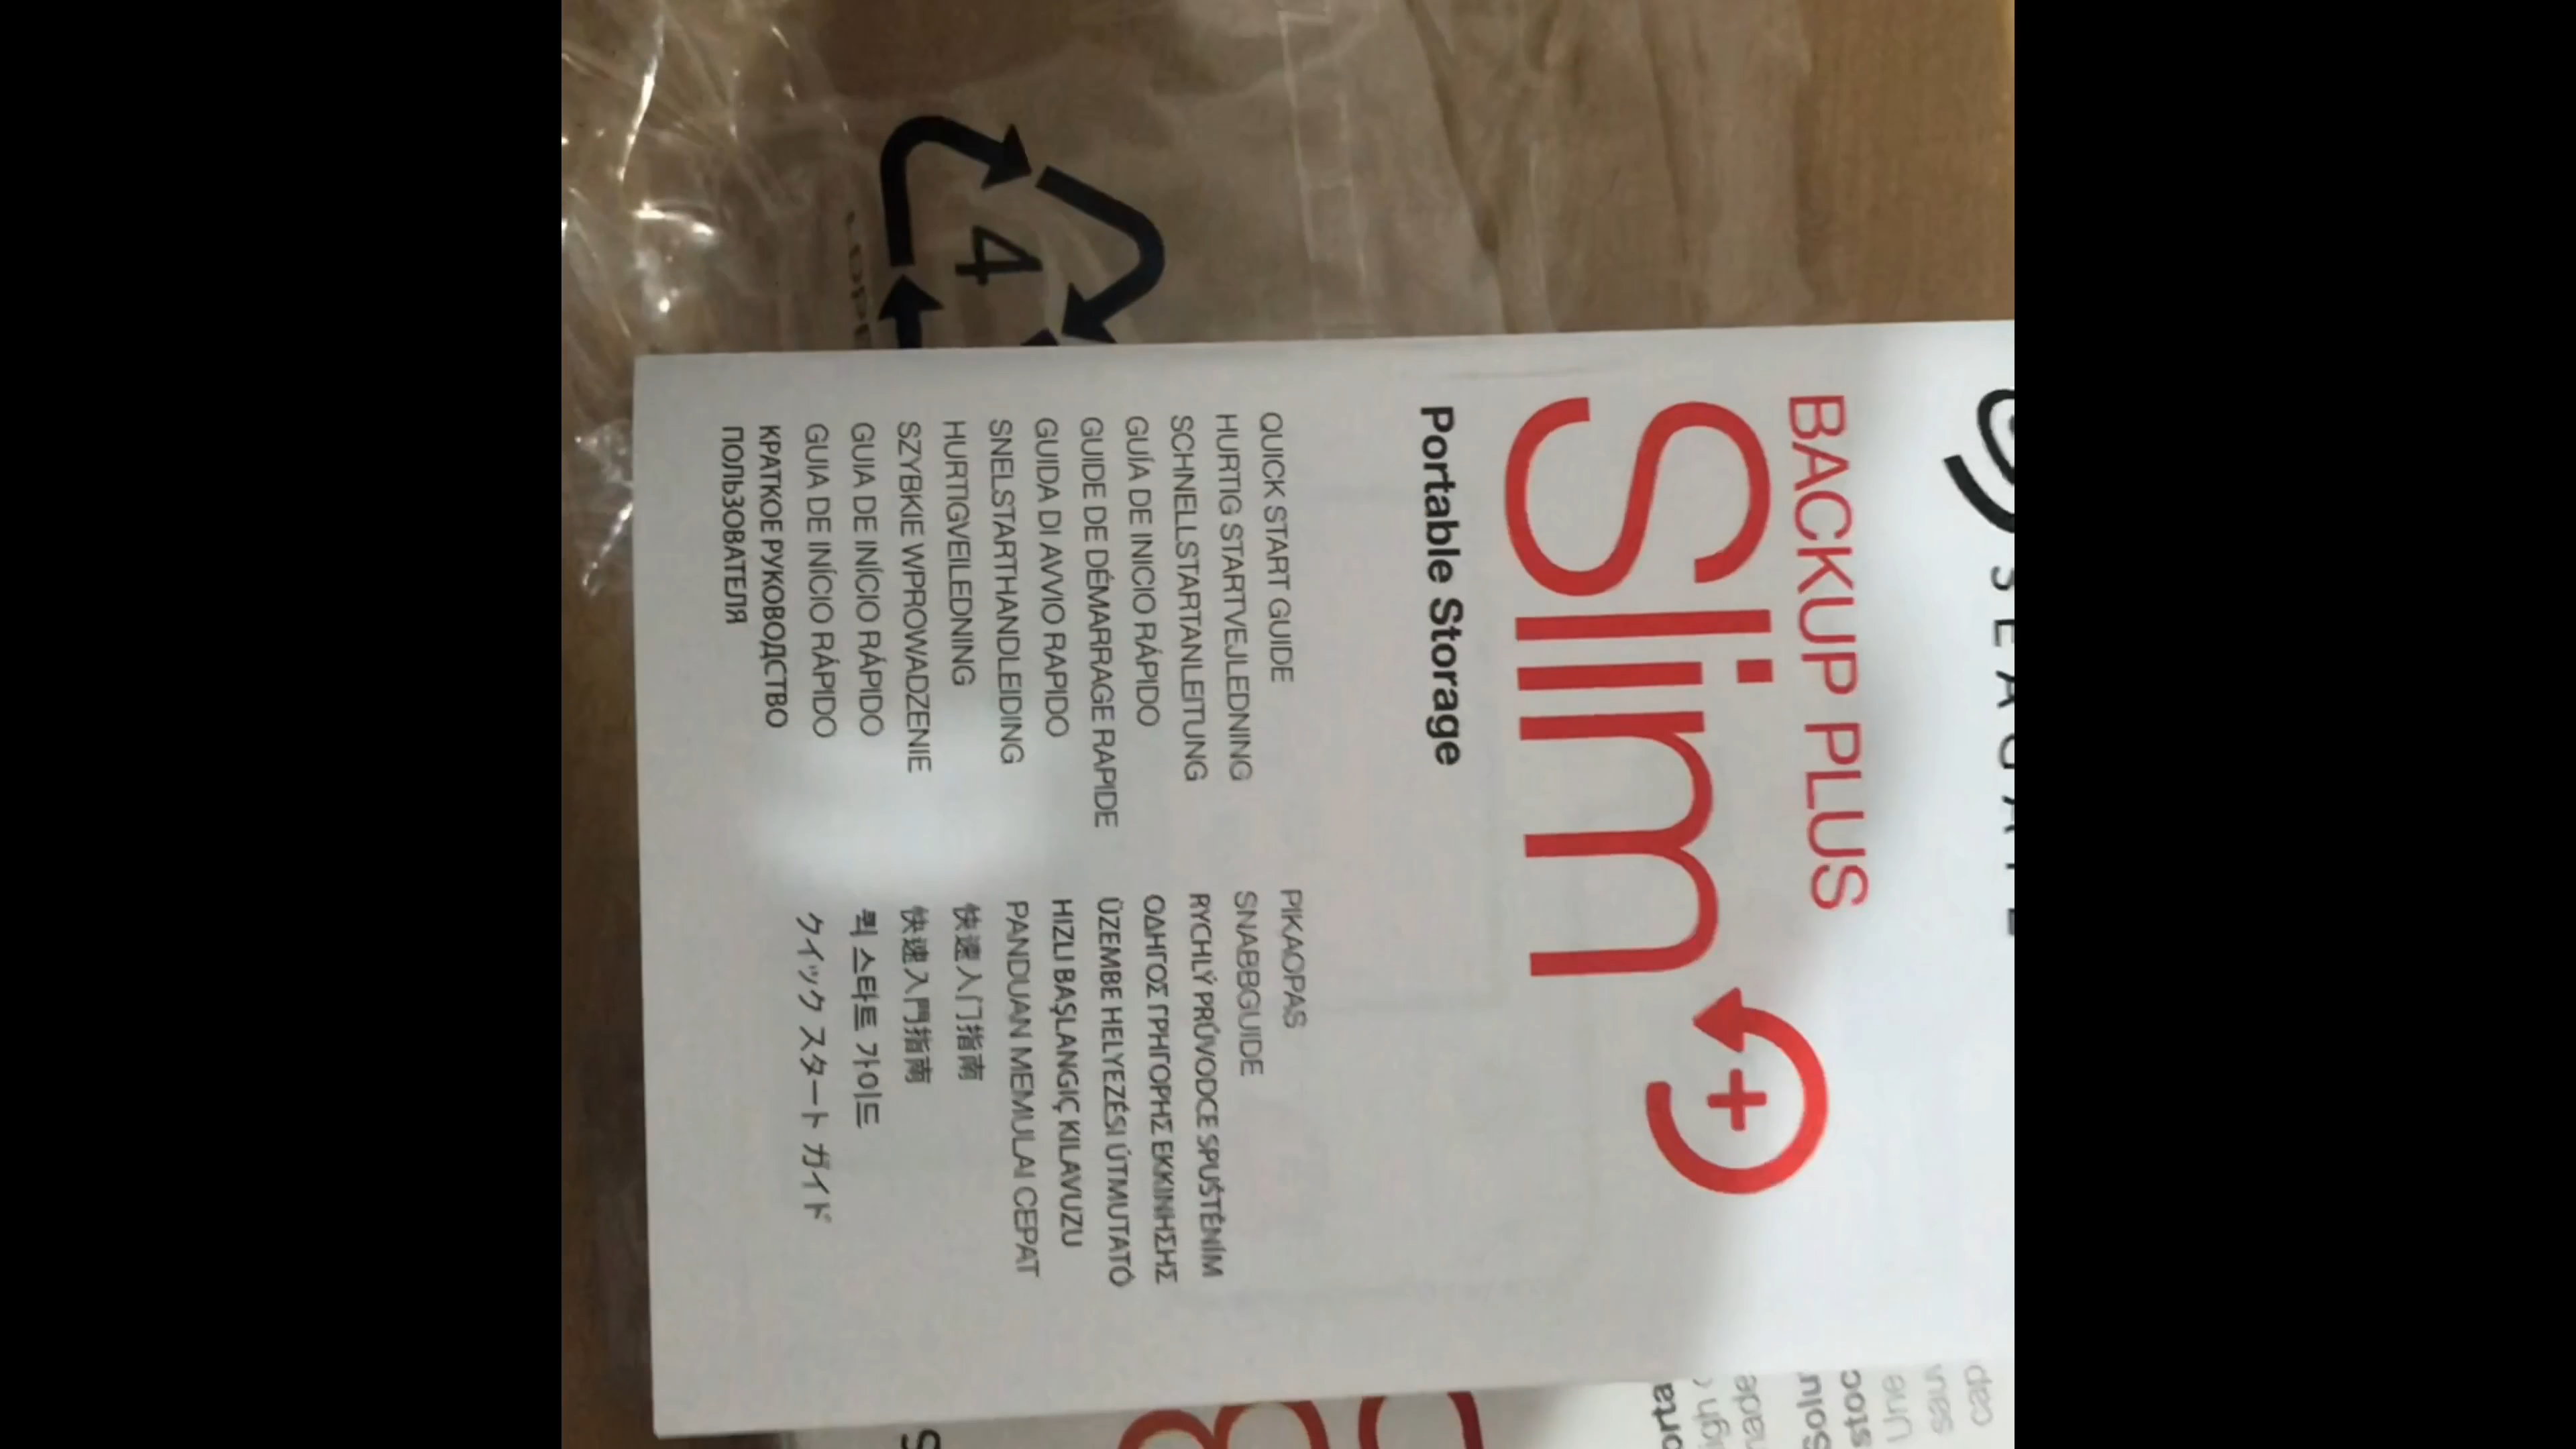 SEAGATE
BACKUP PLUS
Slim
+
Portable Storage
QUICK START GUIDE
HURTIG STARTVEJLEDNING
SCHNELLSTARTANLEITUNG
GUÍA DE INICIO RÁPIDO
GUIDE DE DÉMARRAGE RAPIDE
GUIDA DI AVVIO RAPIDO
SNELSTARTHANDLEIDING
HURTIGVEILEDNING
SZYBKIE WPROWADZENIE
GUIA DE INÍCIO RÁPIDO
GUIA DE INÍCIO RÁPIDO
КРАТКОЕ РУКОВОДСТВО
ПОЛЬЗОВАТЕЛЯ
PIKAOPAS
SNABBGUIDE
RYCHLÝ PRŮVODCE SPUŠTĚNÍM
ΟΔΗΓΟΣ ΓΡΗΓΟΡΗΣ ΕΚΚΙΝΗΣΗΣ
ÜZEMBE HELYEZÉSI ÚTMUTATÓ
HIZLI BAŞLANGIÇ KILAVUZU
PANDUAN MEMULAI CEPAT
快速入门指南
快速入門指南
퀵 스타트 가이드
クイック スタート ガイド
4